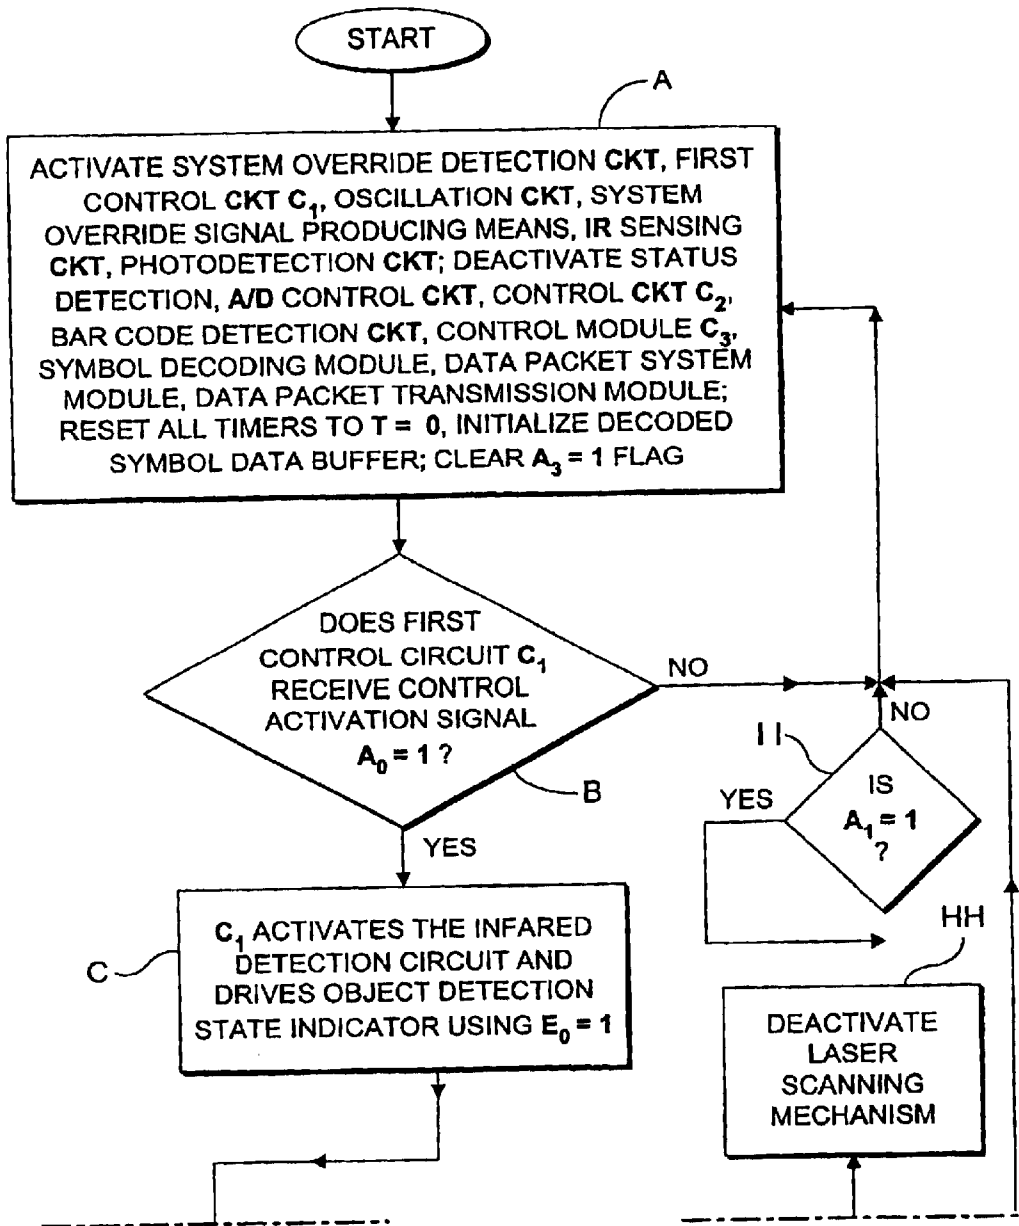 START
A
ACTIVATE SYSTEM OVERRIDE DETECTION CKT, FIRST
CONTROL CKT C₁, OSCILLATION CKT, SYSTEM
OVERRIDE SIGNAL PRODUCING MEANS, IR SENSING
CKT, PHOTODETECTION CKT; DEACTIVATE STATUS
DETECTION, A/D CONTROL CKT, CONTROL CKT C₂,
BAR CODE DETECTION CKT, CONTROL MODULE C₃,
SYMBOL DECODING MODULE, DATA PACKET SYSTEM
MODULE, DATA PACKET TRANSMISSION MODULE;
RESET ALL TIMERS TO T = 0, INITIALIZE DECODED
SYMBOL DATA BUFFER; CLEAR A₃ = 1 FLAG
DOES FIRST
CONTROL CIRCUIT C₁
RECEIVE CONTROL
ACTIVATION SIGNAL
A₀ = 1 ?
NO
B
YES
NO
II
IS
A₁ = 1
?
YES
C₁ ACTIVATES THE INFARED
DETECTION CIRCUIT AND
DRIVES OBJECT DETECTION
STATE INDICATOR USING E₀ = 1
C
HH
DEACTIVATE
LASER
SCANNING
MECHANISM